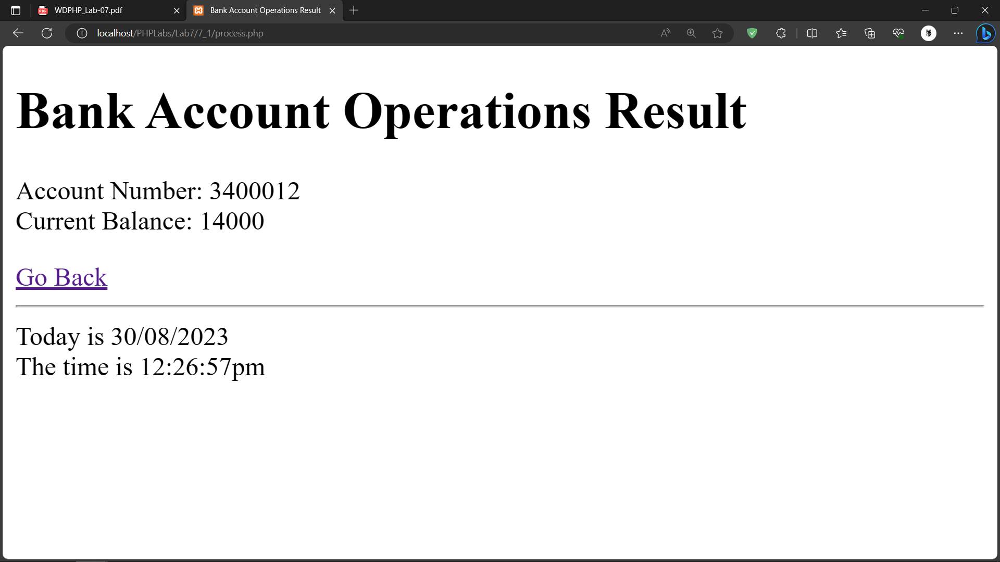 WDPHP_Lab-07.pdf
Bank Account Operations Result
localhost/PHPLabs/Lab7/7_1/process.php
Bank Account Operations Result
Account Number: 3400012
Current Balance: 14000
Go Back
Today is 30/08/2023
The time is 12:26:57pm